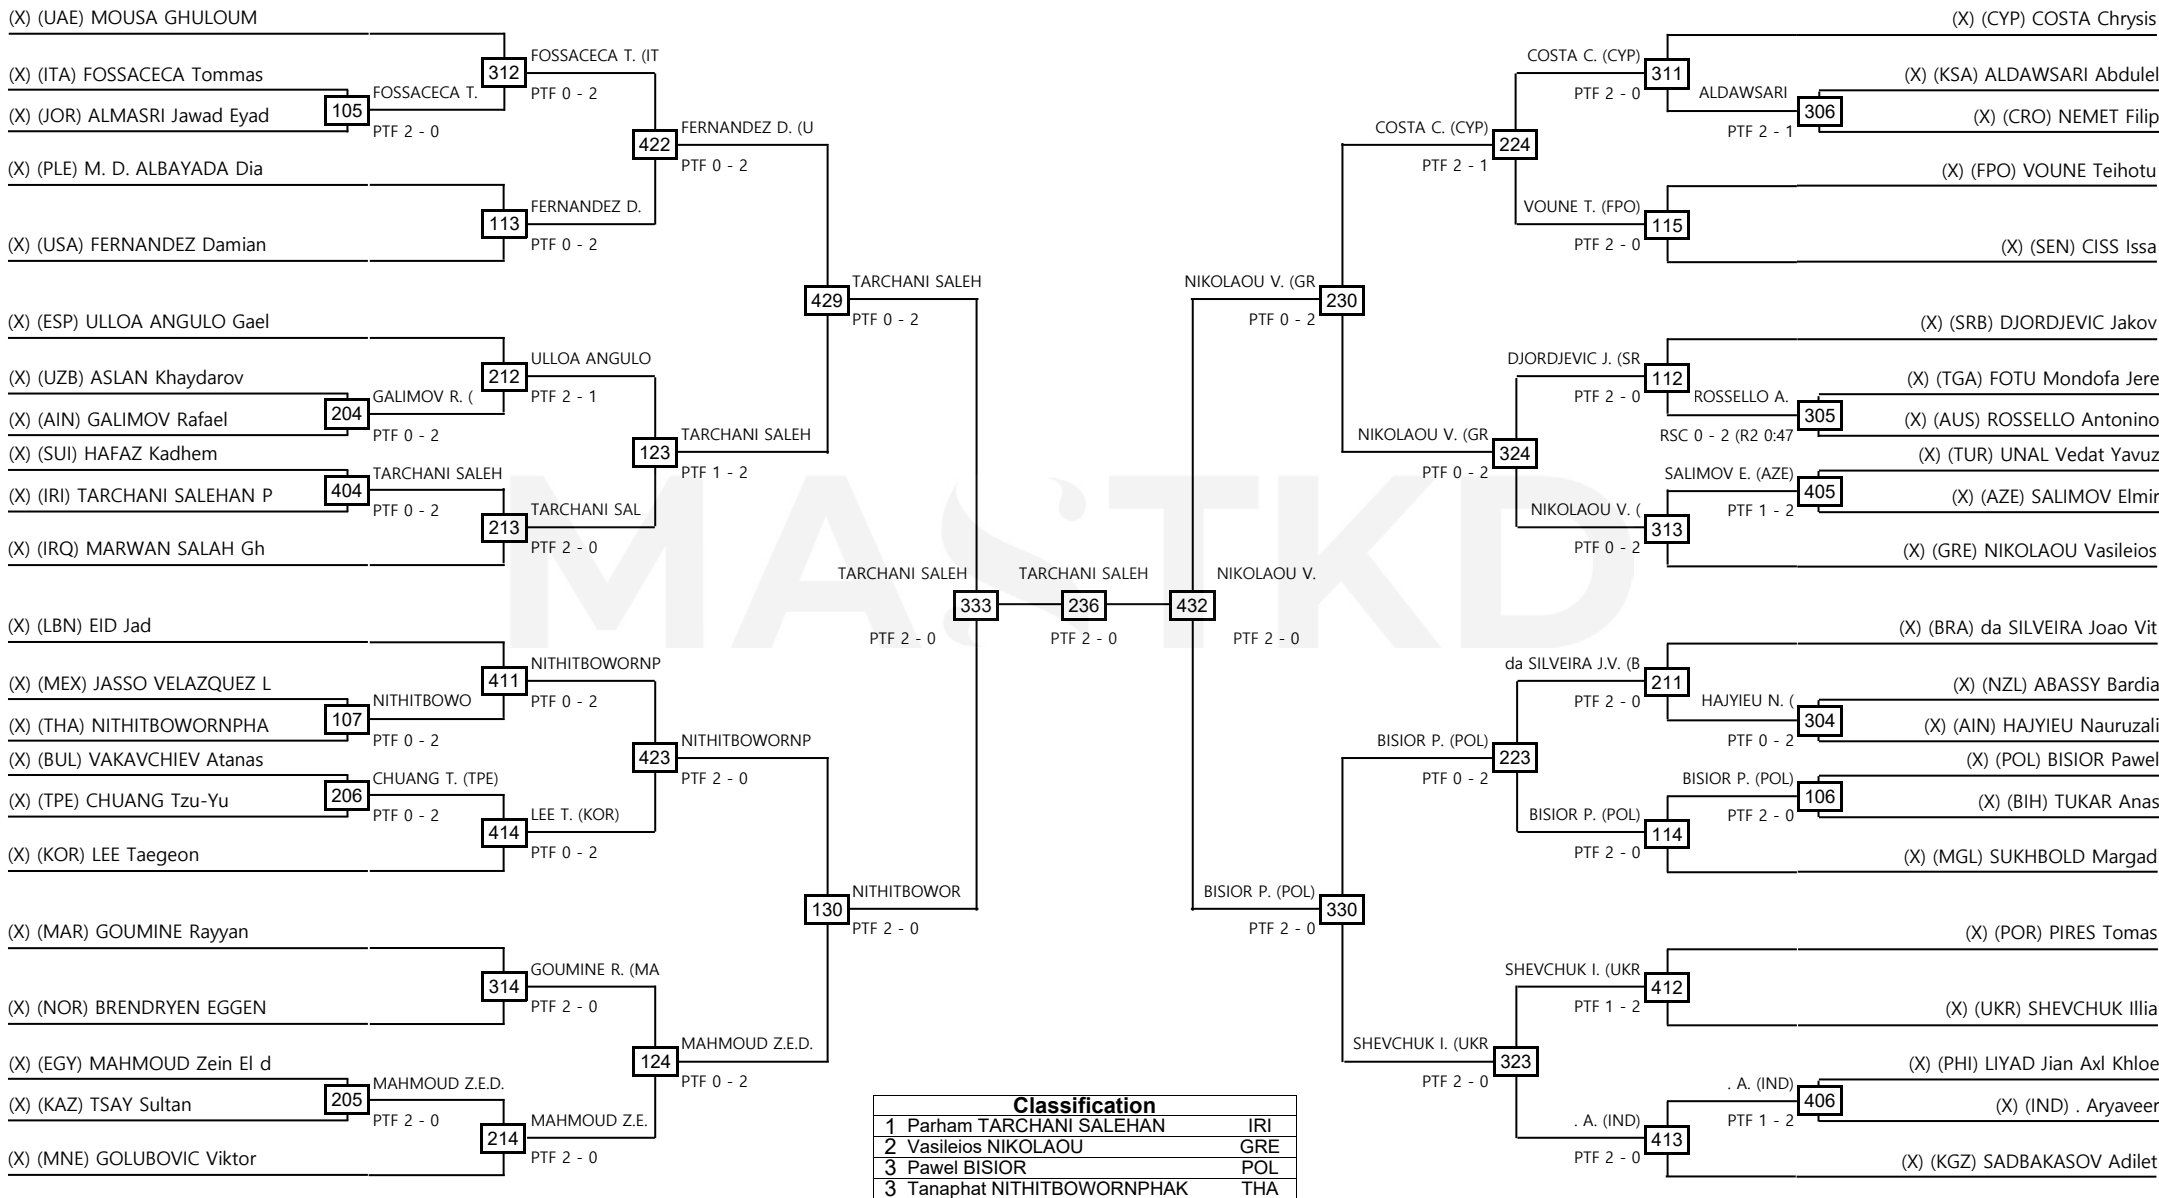 (X) (UAE) MOUSA GHULOUM
(X) (ITA) FOSSACECA Tommas
(X) (JOR) ALMASRI Jawad Eyad
(X) (PLE) M. D. ALBAYADA Dia
(X) (USA) FERNANDEZ Damian
(X) (ESP) ULLOA ANGULO Gael
(X) (UZB) ASLAN Khaydarov
(X) (AIN) GALIMOV Rafael
(X) (SUI) HAFAZ Kadhem
(X) (IRI) TARCHANI SALEHAN P
(X) (IRQ) MARWAN SALAH Gh
(X) (LBN) EID Jad
(X) (MEX) JASSO VELAZQUEZ L
(X) (THA) NITHITBOWORNPHA
(X) (BUL) VAKAVCHIEV Atanas
(X) (TPE) CHUANG Tzu-Yu
(X) (KOR) LEE Taegeon
(X) (MAR) GOUMINE Rayyan
(X) (NOR) BRENDRYEN EGGEN
(X) (EGY) MAHMOUD Zein El d
(X) (KAZ) TSAY Sultan
(X) (MNE) GOLUBOVIC Viktor
105
FOSSACECA T.
PTF 2 - 0
204
GALIMOV R. (
PTF 0 - 2
404
TARCHANI SALEH
PTF 0 - 2
107
NITHITBOWO
PTF 0 - 2
206
CHUANG T. (TPE)
PTF 0 - 2
205
MAHMOUD Z.E.D.
PTF 2 - 0
312
FOSSACECA T. (IT
PTF 0 - 2
113
FERNANDEZ D.
PTF 0 - 2
212
ULLOA ANGULO
PTF 2 - 1
213
TARCHANI SAL
PTF 2 - 0
411
NITHITBOWORNP
PTF 0 - 2
414
LEE T. (KOR)
PTF 0 - 2
314
GOUMINE R. (MA
PTF 2 - 0
214
MAHMOUD Z.E.
PTF 2 - 0
422
FERNANDEZ D. (U
PTF 0 - 2
123
TARCHANI SALEH
PTF 1 - 2
423
NITHITBOWORNP
PTF 2 - 0
124
MAHMOUD Z.E.D.
PTF 0 - 2
429
TARCHANI SALEH
PTF 0 - 2
130
NITHITBOWOR
PTF 2 - 0
MASTKD
TARCHANI SALEH
333
PTF 2 - 0
TARCHANI SALEH
236
PTF 2 - 0
NIKOLAOU V.
432
PTF 2 - 0
NIKOLAOU V. (GR
230
PTF 0 - 2
BISIOR P. (POL)
330
PTF 2 - 0
COSTA C. (CYP)
224
PTF 2 - 1
NIKOLAOU V. (GR
324
PTF 0 - 2
BISIOR P. (POL)
223
PTF 0 - 2
SHEVCHUK I. (UKR
323
PTF 2 - 0
COSTA C. (CYP)
311
PTF 2 - 0
VOUNE T. (FPO)
115
PTF 2 - 0
DJORDJEVIC J. (SR
112
PTF 2 - 0
NIKOLAOU V. (
313
PTF 0 - 2
da SILVEIRA J.V. (B
211
PTF 2 - 0
BISIOR P. (POL)
114
PTF 2 - 0
SHEVCHUK I. (UKR
412
PTF 1 - 2
. A. (IND)
413
PTF 2 - 0
ALDAWSARI
306
PTF 2 - 1
ROSSELLO A.
305
RSC 0 - 2 (R2 0:47
SALIMOV E. (AZE)
405
PTF 1 - 2
HAJYIEU N. (
304
PTF 0 - 2
BISIOR P. (POL)
106
PTF 2 - 0
. A. (IND)
406
PTF 1 - 2
(X) (CYP) COSTA Chrysis
(X) (KSA) ALDAWSARI Abdulel
(X) (CRO) NEMET Filip
(X) (FPO) VOUNE Teihotu
(X) (SEN) CISS Issa
(X) (SRB) DJORDJEVIC Jakov
(X) (TGA) FOTU Mondofa Jere
(X) (AUS) ROSSELLO Antonino
(X) (TUR) UNAL Vedat Yavuz
(X) (AZE) SALIMOV Elmir
(X) (GRE) NIKOLAOU Vasileios
(X) (BRA) da SILVEIRA Joao Vit
(X) (NZL) ABASSY Bardia
(X) (AIN) HAJYIEU Nauruzali
(X) (POL) BISIOR Pawel
(X) (BIH) TUKAR Anas
(X) (MGL) SUKHBOLD Margad
(X) (POR) PIRES Tomas
(X) (UKR) SHEVCHUK Illia
(X) (PHI) LIYAD Jian Axl Khloe
(X) (IND) . Aryaveer
(X) (KGZ) SADBAKASOV Adilet
Classification
1 Parham TARCHANI SALEHAN IRI
2 Vasileios NIKOLAOU GRE
3 Pawel BISIOR POL
3 Tanaphat NITHITBOWORNPHAK THA